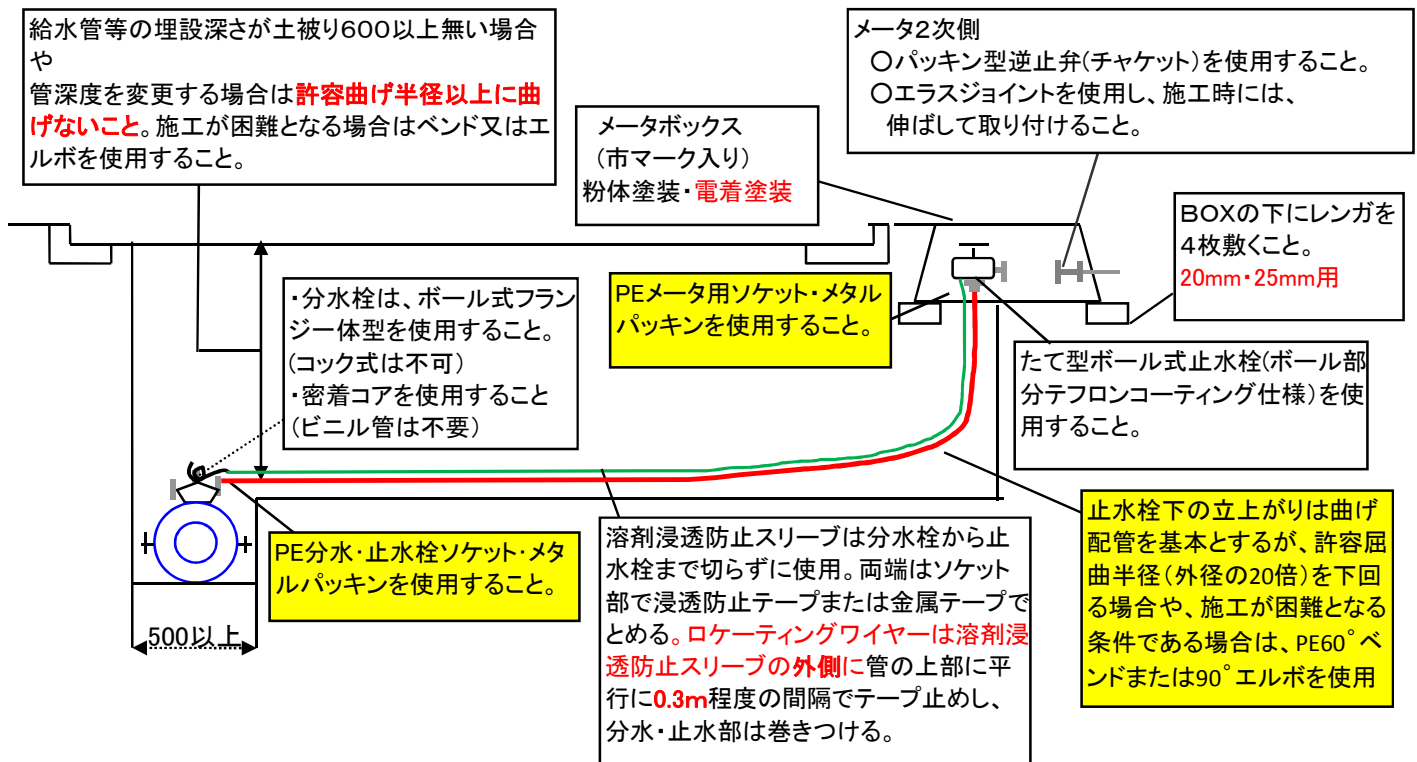 給水管等の埋設深さが土被り600以上無い場合
や
管深度を変更する場合は許容曲げ半径以上に曲
げないこと。施工が困難となる場合はベンド又はエ
ルボを使用すること。
メータ2次側
〇パッキン型逆止弁(チャケット)を使用すること。
〇エラスジョイントを使用し、施工時には、
伸ばして取り付けること。
メータボックス
(市マーク入り)
粉体塗装・電着塗装
BOXの下にレンガを
4枚敷くこと。
20mm・25mm用
・分水栓は、ボール式フラン
ジ一体型を使用すること。
(コック式は不可)
・密着コアを使用すること
(ビニル管は不要)
PEメータ用ソケット・メタル
パッキンを使用すること。
たて型ボール式止水栓(ボール部
分テフロンコーティング仕様)を使
用すること。
PE分水・止水栓ソケット・メタ
ルパッキンを使用すること。
溶剤浸透防止スリーブは分水栓から止
水栓まで切らずに使用。両端はソケット
部で浸透防止テープまたは金属テープで
とめる。ロケーティングワイヤーは溶剤浸
透防止スリーブの外側に管の上部に平
行に0.3m程度の間隔でテープ止めし、
分水・止水部は巻きつける。
止水栓下の立上がりは曲げ
配管を基本とするが、許容屈
曲半径(外径の20倍)を下回
る場合や、施工が困難となる
条件である場合は、PE60°ベ
ンドまたは90°エルボを使用
500以上